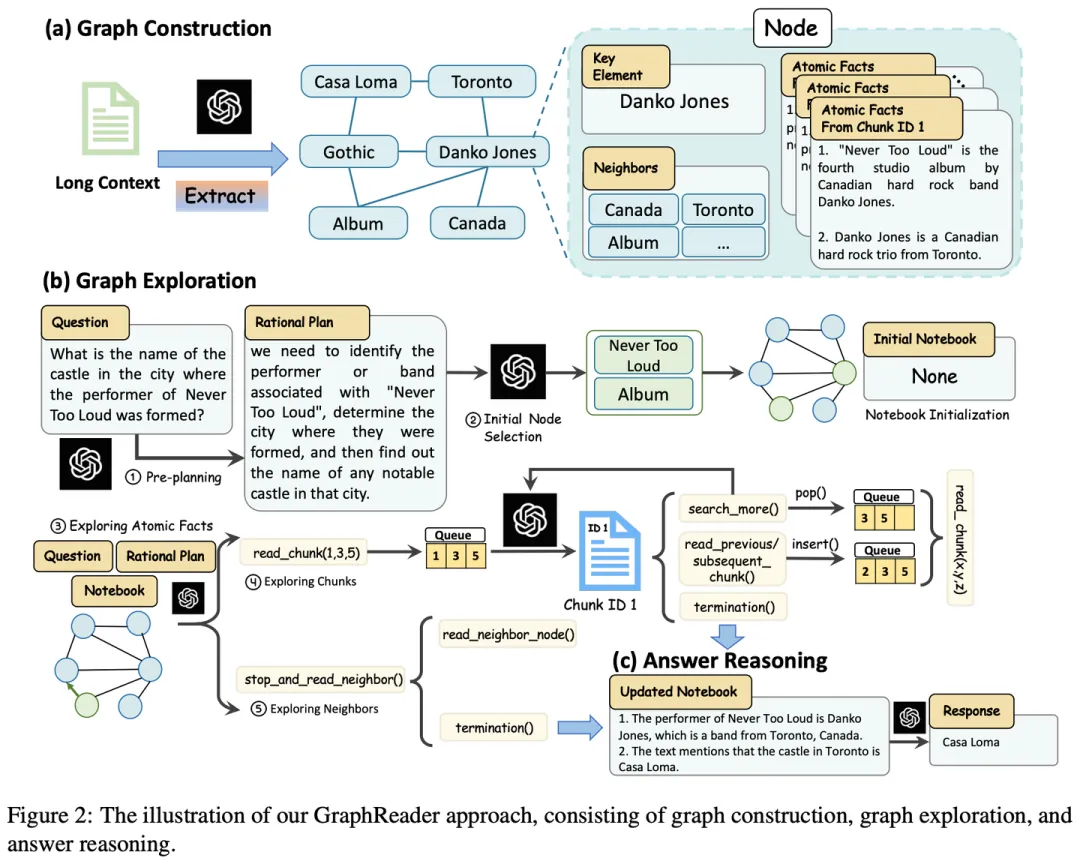 (a) Graph Construction
Long Context
Extract
Casa Loma
Toronto
Gothic
Danko Jones
Album
Canada
Node
Key
Element
Danko Jones
Neighbors
Canada
Toronto
Album
...
Atomic Facts
Atomic Facts
Atomic Facts
From Chunk ID 1
1. "Never Too Loud" is the
fourth studio album by
Canadian hard rock band
Danko Jones.
2. Danko Jones is a Canadian
hard rock trio from Toronto.
(b) Graph Exploration
Question
What is the name of the
castle in the city where
the performer of Never
Too Loud was formed?
① Pre-planning
Rational Plan
we need to identify the
performer or band
associated with "Never
Too Loud", determine the
city where they were
formed, and then find out
the name of any notable
castle in that city.
② Initial Node
Selection
Never Too
Loud
Album
Initial Notebook
None
Notebook Initialization
③ Exploring Atomic Facts
Question
Rational Plan
Notebook
read_chunk(1,3,5)
④ Exploring Chunks
Queue
1 3 5
ID 1
Chunk ID 1
search_more()
pop()
Queue
3 5
read_previous/
subsequent_
chunk()
insert()
Queue
2 3 5
termination()
read_chunk(x,y,z)
stop_and_read_neighbor()
⑤ Exploring Neighbors
read_neighbor_node()
termination()
(c) Answer Reasoning
Updated Notebook
1. The performer of Never Too Loud is Danko
Jones, which is a band from Toronto, Canada.
2. The text mentions that the castle in Toronto is
Casa Loma.
Response
Casa Loma
Figure 2: The illustration of our GraphReader approach, consisting of graph construction, graph exploration, and
answer reasoning.